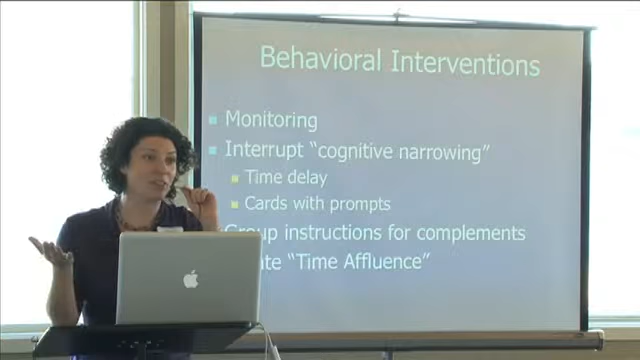 Behavioral Interventions
Monitoring
Interrupt "cognitive narrowing"
Time delay
Cards with prompts
Group instructions for complements
"Time Affluence"